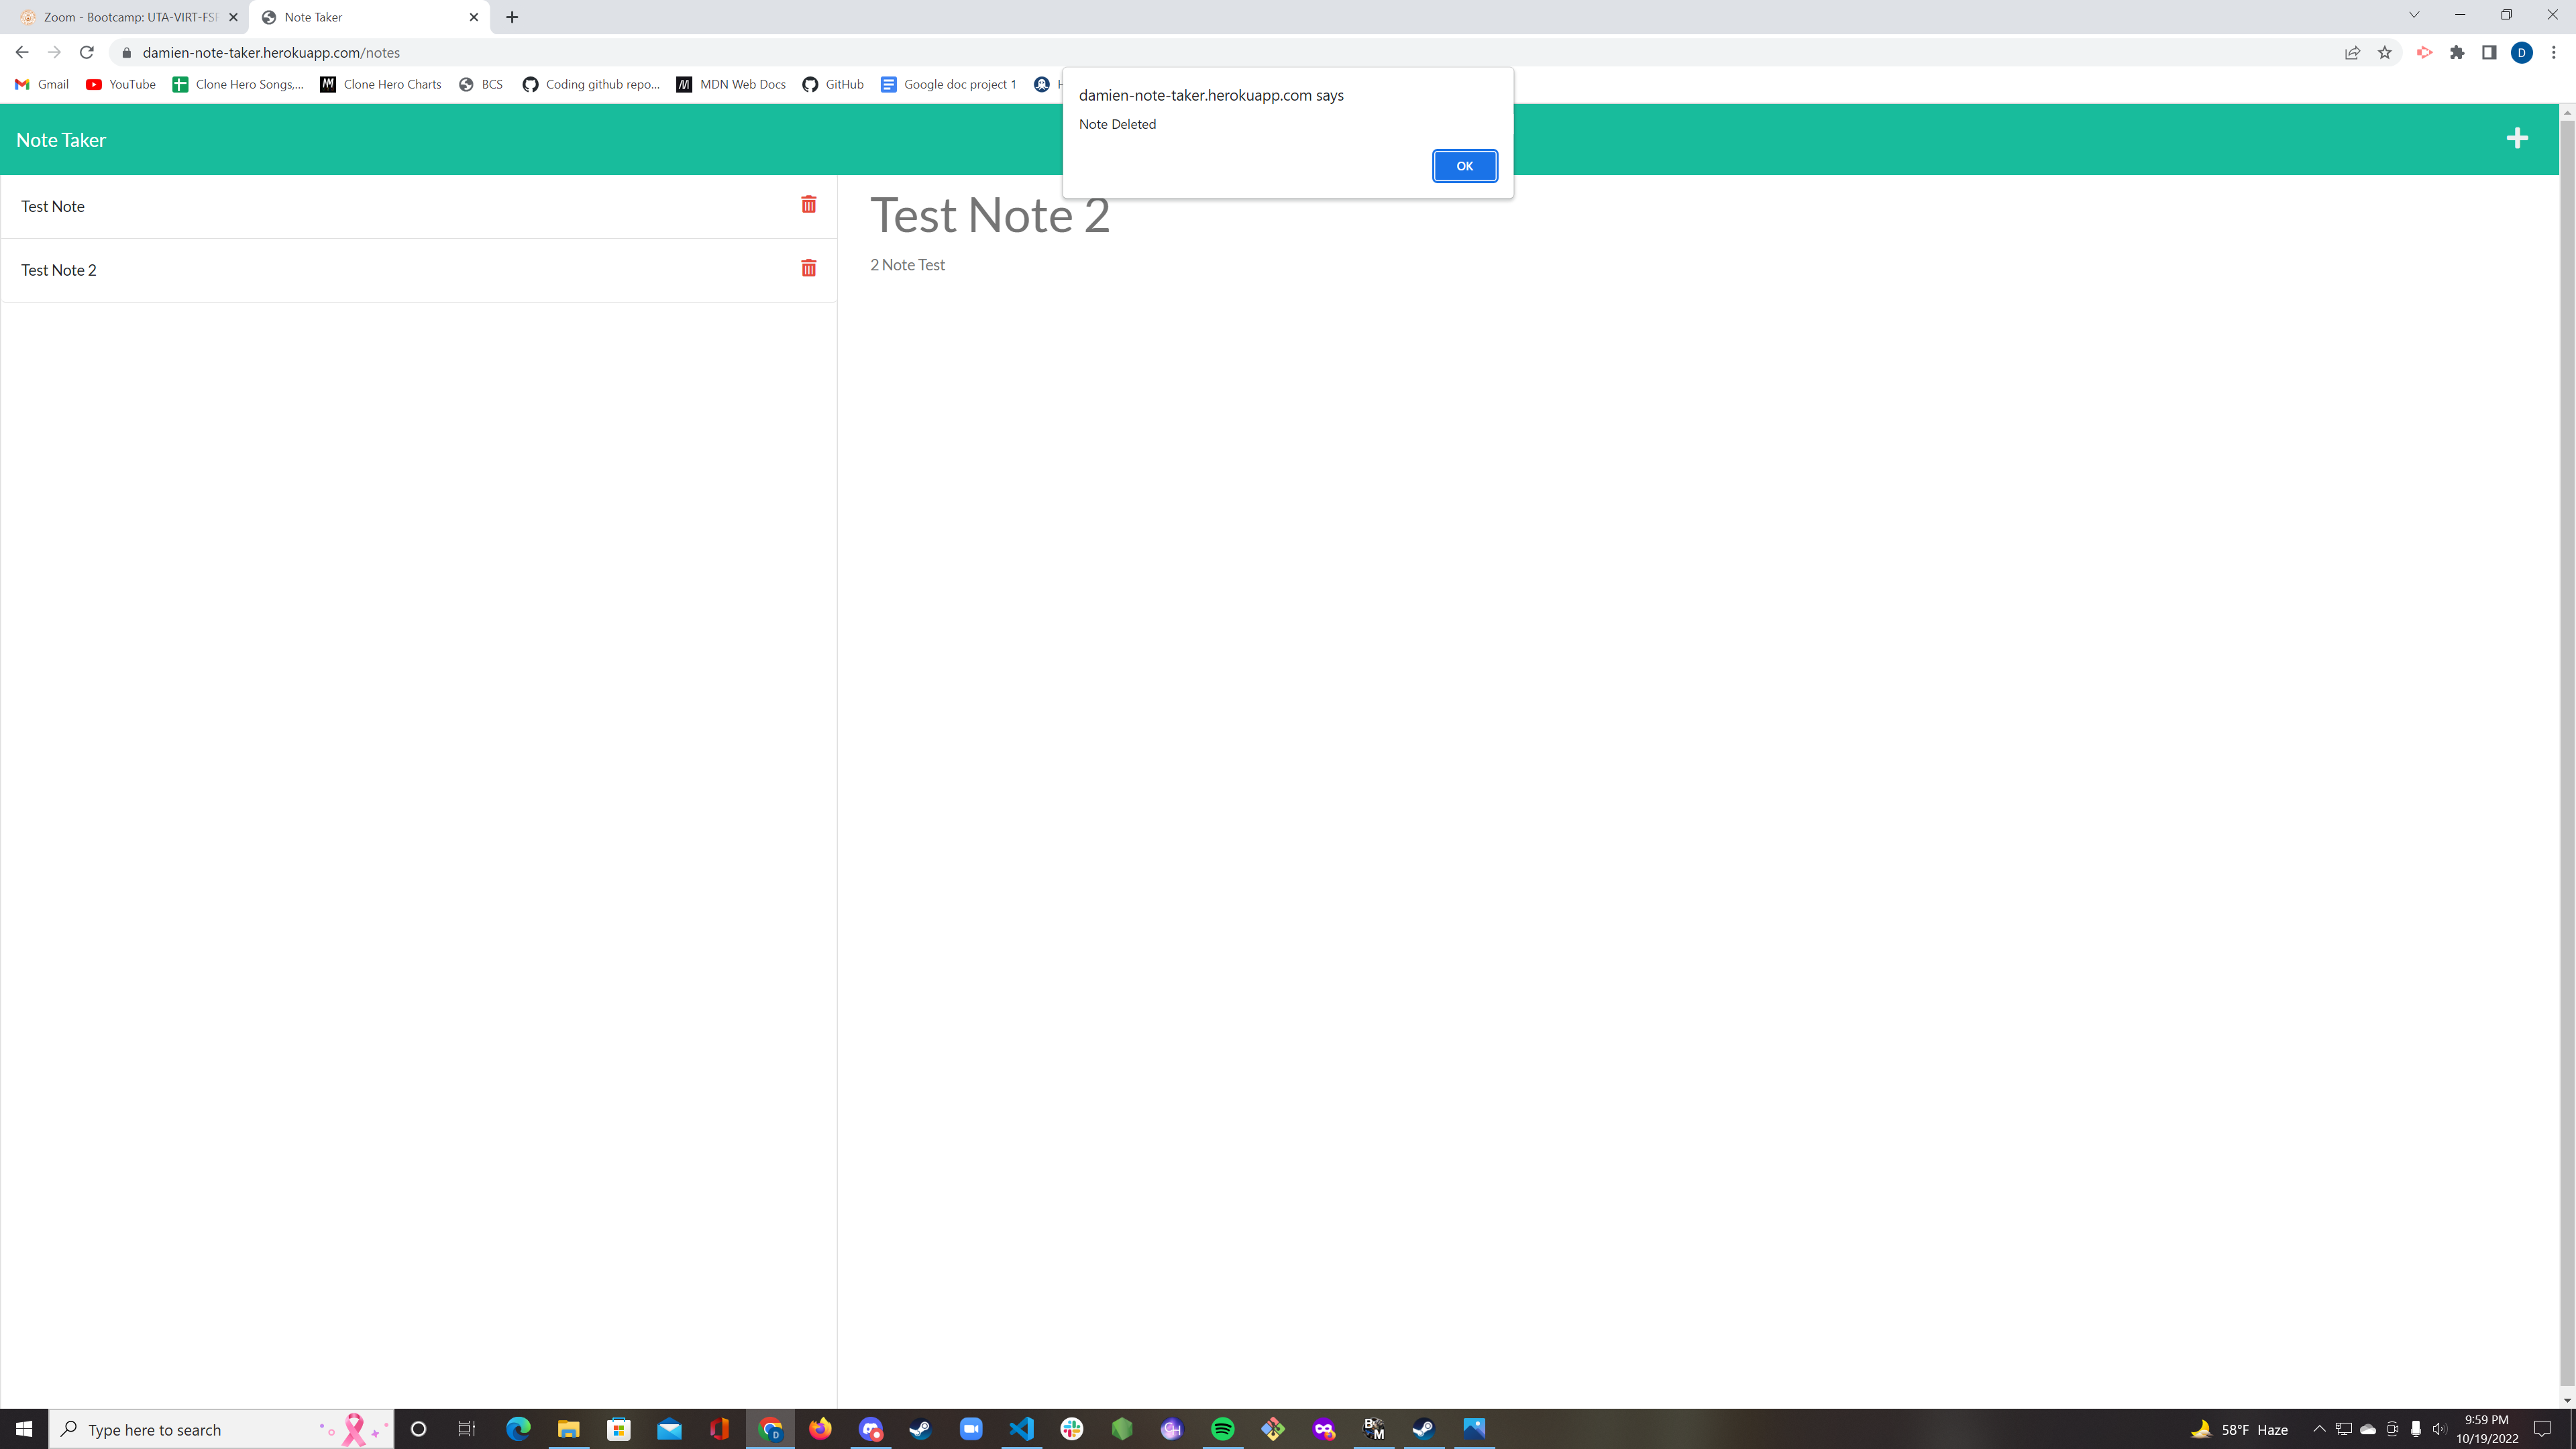 Zoom - Bootcamp: UTA-VIRT-FSF
Note Taker
damien-note-taker.herokuapp.com/notes
D
Gmail
YouTube
Clone Hero Songs,...
Clone Hero Charts
BCS
Coding github repo...
MDN Web Docs
GitHub
Google doc project 1
damien-note-taker.herokuapp.com says
Note Deleted
OK
Note Taker
Test Note
Test Note 2
Test Note 2
2 Note Test
Type here to search
58°F Haze
9:59 PM
10/19/2022